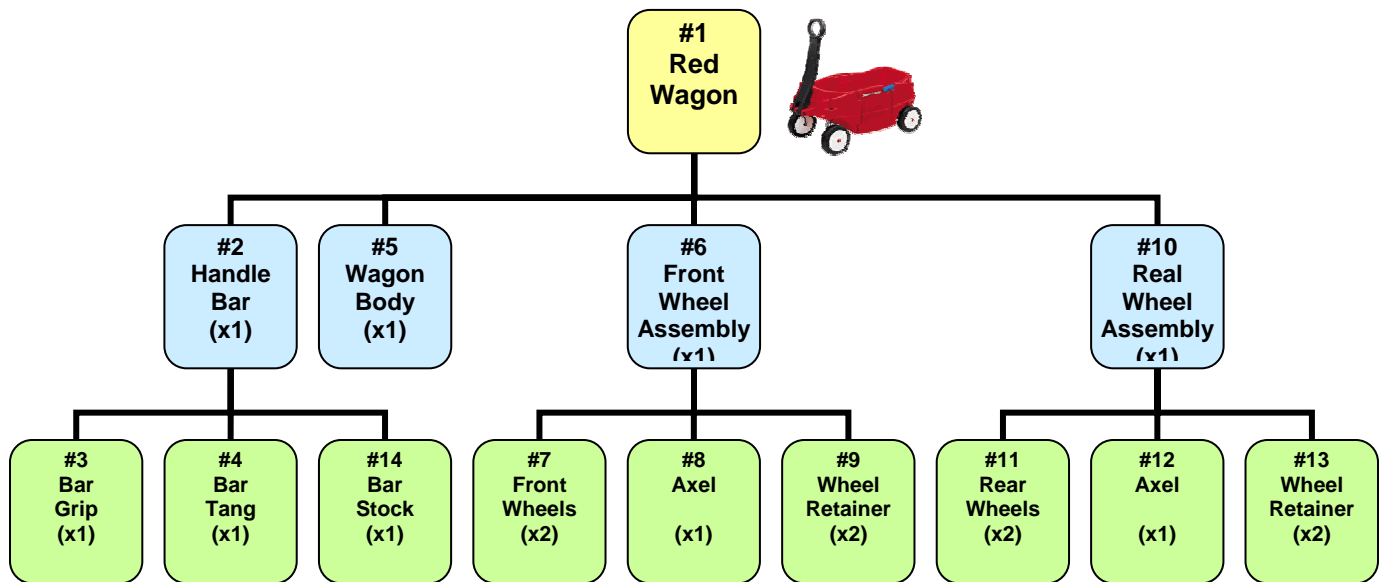 #1
Red
Wagon
#2
Handle
Bar
(x1)
#5
Wagon
Body
(x1)
#6
Front
Wheel
Assembly
(x1)
#10
Real
Wheel
Assembly
(x1)
#3
Bar
Grip
(x1)
#4
Bar
Tang
(x1)
#14
Bar
Stock
(x1)
#7
Front
Wheels
(x2)
#8
Axel
(x1)
#9
Wheel
Retainer
(x2)
#11
Rear
Wheels
(x2)
#12
Axel
(x1)
#13
Wheel
Retainer
(x2)